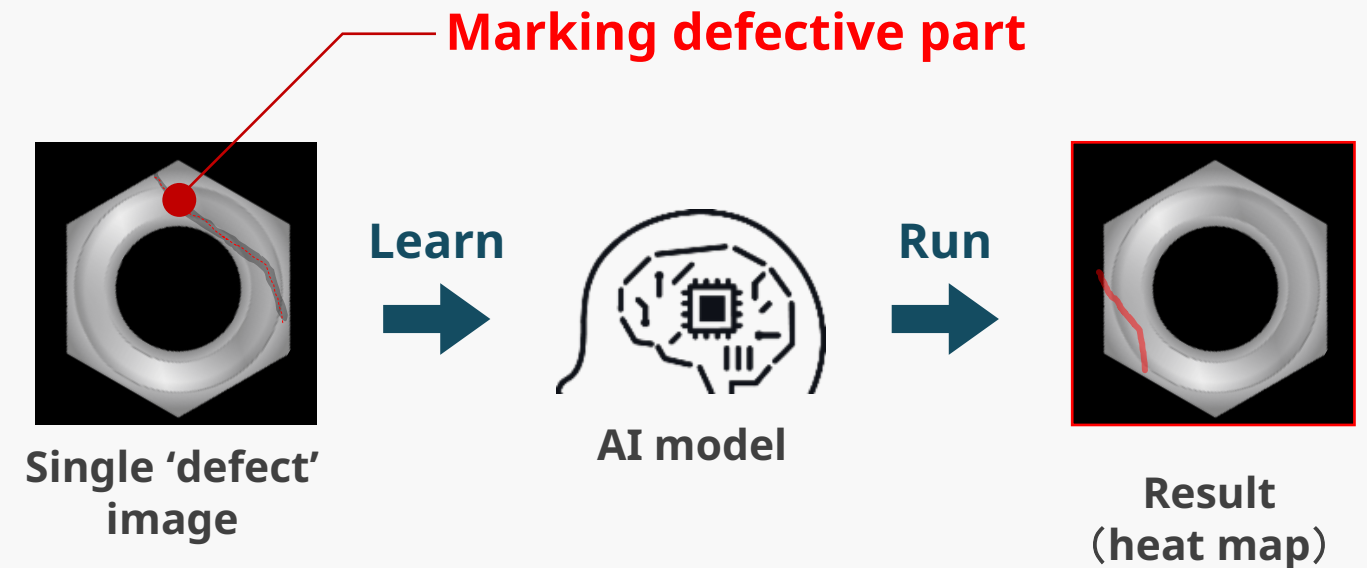 Marking defective part
Learn
Run
AI model
Single ‘defect’
image
Result
（heat map）